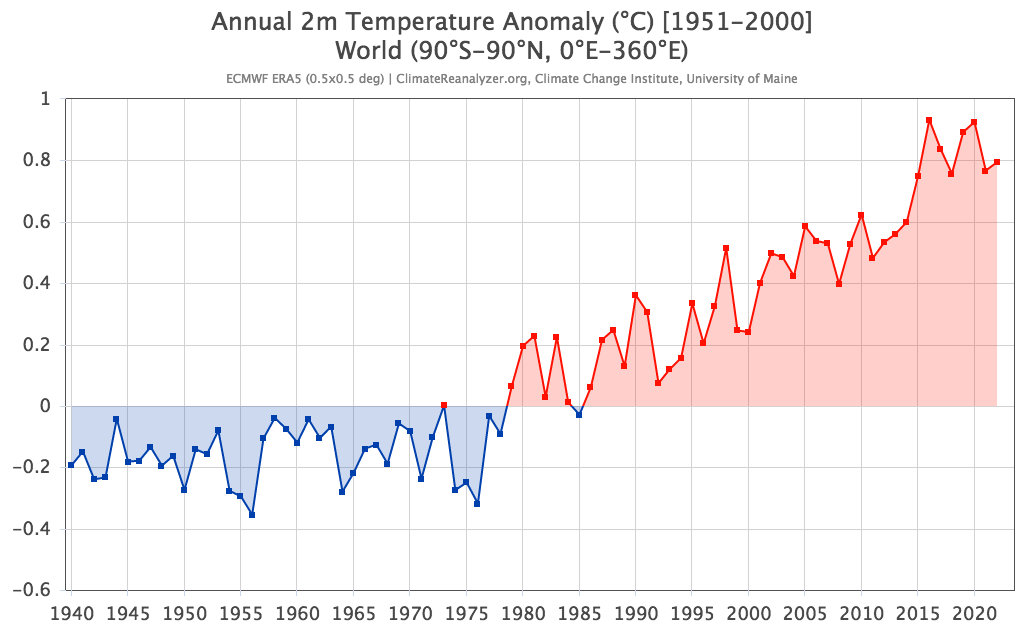 Annual 2m Temperature Anomaly (°C) [1951–2000]
World (90°S–90°N, 0°E–360°E)
ECMWF ERA5 (0.5x0.5 deg) | ClimateReanalyzer.org, Climate Change Institute, University of Maine
1
0.8
0.6
0.4
0.2
0
−0.2
−0.4
−0.6
1940 1945 1950 1955 1960 1965 1970 1975 1980 1985 1990 1995 2000 2005 2010 2015 2020